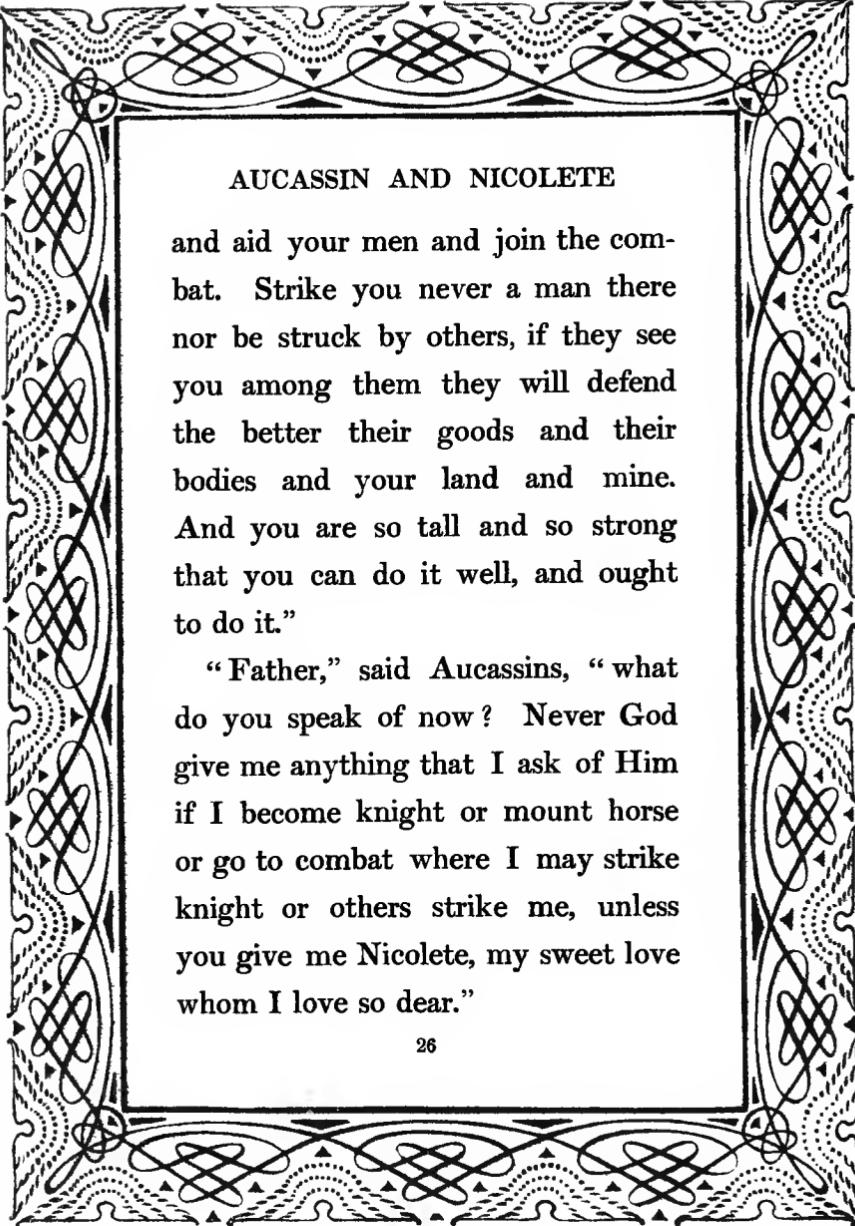 AUCASSIN AND NICOLETE
and aid your men and join the com-
bat. Strike you never a man there
nor be struck by others, if they see
you among them they will defend
the better their goods and their
bodies and your land and mine.
And you are so tall and so strong
that you can do it well, and ought
to do it.”
“ Father,” said Aucassins, “ what
do you speak of now ? Never God
give me anything that I ask of Him
if I become knight or mount horse
or go to combat where I may strike
knight or others strike me, unless
you give me Nicolete, my sweet love
whom I love so dear.”
26